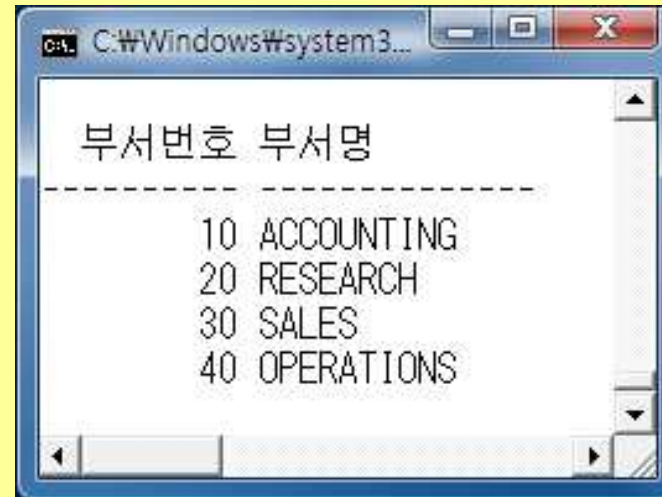 C:₩Windows₩system3...
부서번호 부서명
---------- --------------
10 ACCOUNTING
20 RESEARCH
30 SALES
40 OPERATIONS